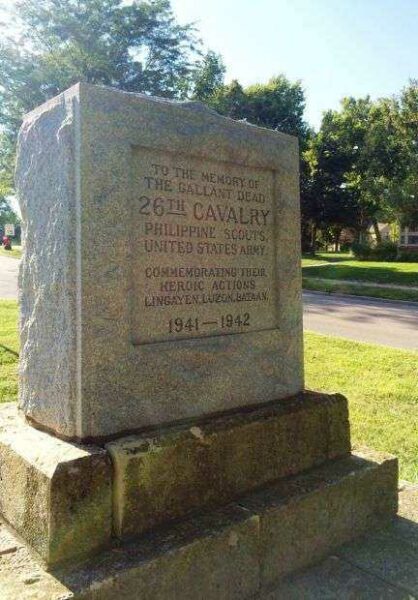 TO THE MEMORY OF
THE GALLANT DEAD
26TH CAVALRY
PHILIPPINE SCOUTS,
UNITED STATES ARMY.
COMMEMORATING THEIR
HEROIC ACTIONS
LINGAYEN, LUZON, BATAAN.
1941—1942